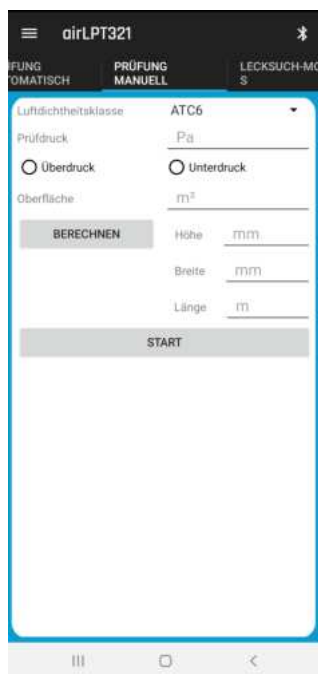 airLPT321
FUNG PRÜFUNG LECKSUCH-MO
OMATISCH MANUELL S
Luftdichtheitsklasse ATC6
Prüfdruck Pa
Überdruck Unterdruck
Oberfläche m²
BERECHNEN Höhe mm
Breite mm
Länge m
START